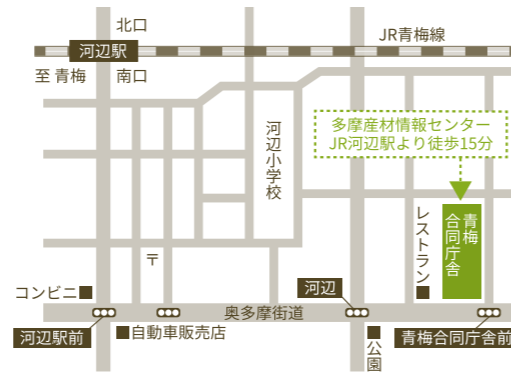 北口
JR青梅線
河辺駅
至 青梅
南口
多摩産材情報センター
JR河辺駅より徒歩15分
河辺小学校
青梅
合同庁舎
レストラン
〒
コンビニ■
河辺
奥多摩街道
河辺駅前
■自動車販売店
■公園
青梅合同庁舎前